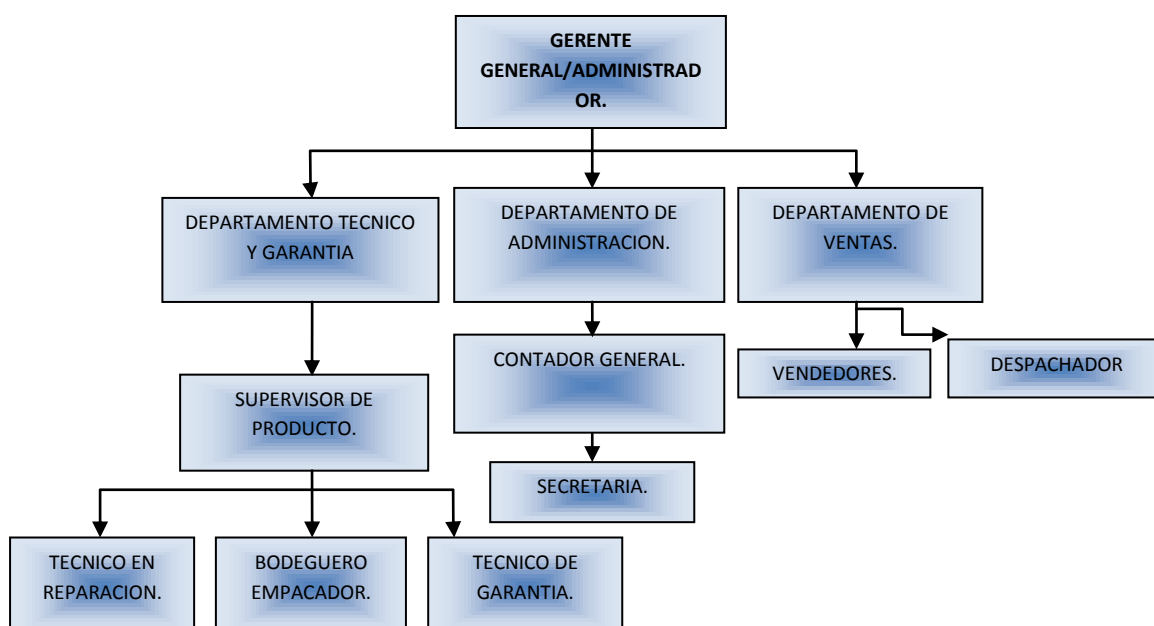 GERENTE
GENERAL/ADMINISTRAD
OR.
DEPARTAMENTO TECNICO
Y GARANTIA
DEPARTAMENTO DE
ADMINISTRACION.
DEPARTAMENTO DE
VENTAS.
CONTADOR GENERAL.
VENDEDORES.
DESPACHADOR
SUPERVISOR DE
PRODUCTO.
SECRETARIA.
TECNICO EN
REPARACION.
BODEGUERO
EMPACADOR.
TECNICO DE
GARANTIA.